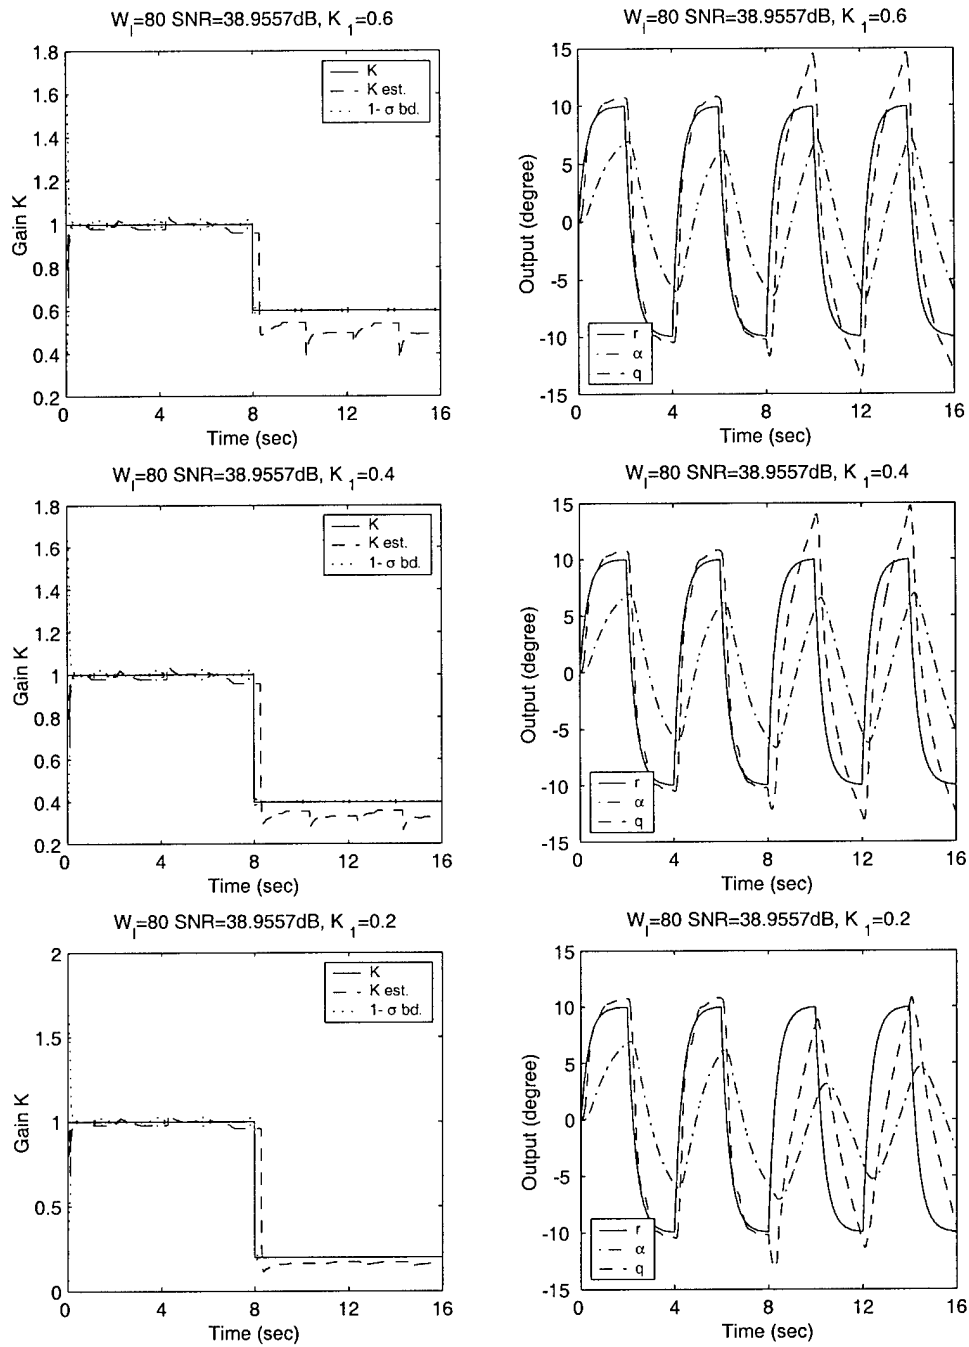 W_I=80 SNR=38.9557dB, K_1=0.6
Gain K
1.8
1.6
1.4
1.2
1
0.8
0.6
0.4
0.2
K
K est.
1- σ bd.
0
4
8
12
16
Time (sec)
W_I=80 SNR=38.9557dB, K_1=0.6
Output (degree)
15
10
5
0
-5
-10
-15
r
α
q
0
4
8
12
16
Time (sec)
W_I=80 SNR=38.9557dB, K_1=0.4
Gain K
1.8
1.6
1.4
1.2
1
0.8
0.6
0.4
0.2
K
K est.
1- σ bd.
0
4
8
12
16
Time (sec)
W_I=80 SNR=38.9557dB, K_1=0.4
Output (degree)
15
10
5
0
-5
-10
-15
r
α
q
0
4
8
12
16
Time (sec)
W_I=80 SNR=38.9557dB, K_1=0.2
Gain K
2
1.5
1
0.5
0
K
K est.
1- σ bd.
0
4
8
12
16
Time (sec)
W_I=80 SNR=38.9557dB, K_1=0.2
Output (degree)
15
10
5
0
-5
-10
-15
r
α
q
0
4
8
12
16
Time (sec)